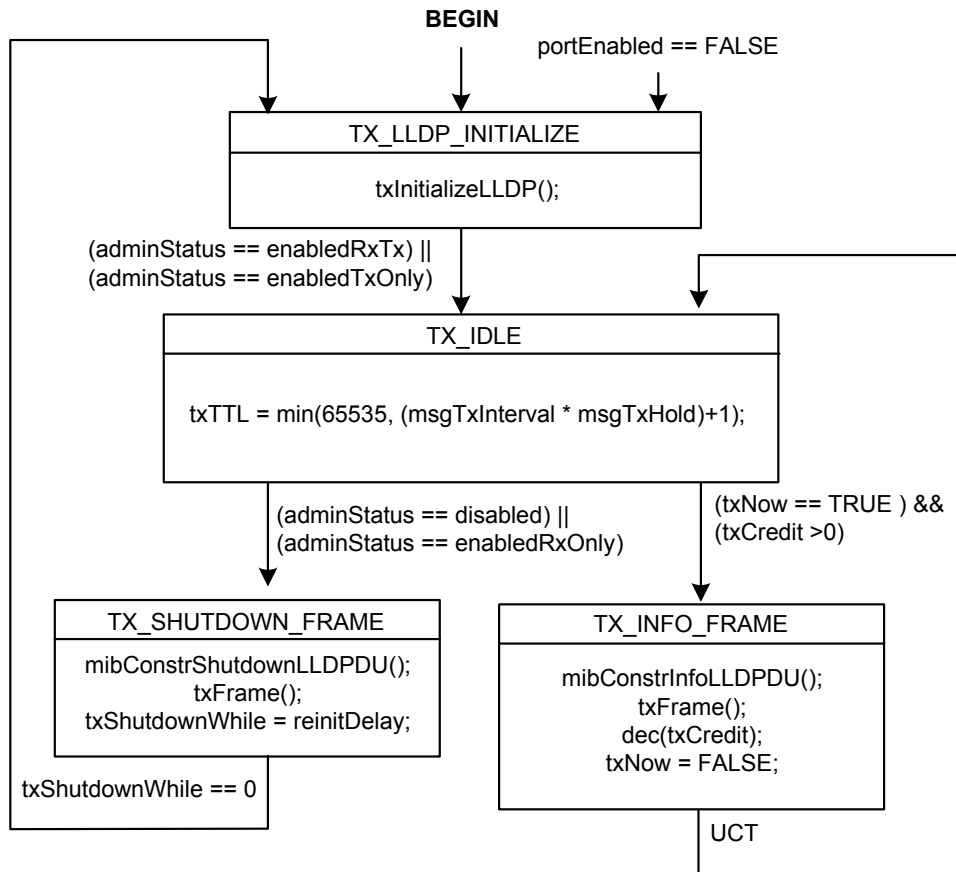 BEGIN
portEnabled == FALSE
TX_LLDP_INITIALIZE
txInitializeLLDP();
(adminStatus == enabledRxTx) ||
(adminStatus == enabledTxOnly)
TX_IDLE
txTTL = min(65535, (msgTxInterval * msgTxHold)+1);
(adminStatus == disabled) ||
(adminStatus == enabledRxOnly)
(txNow == TRUE ) &&
(txCredit >0)
TX_SHUTDOWN_FRAME
mibConstrShutdownLLDPDU();
txFrame();
txShutdownWhile = reinitDelay;
txShutdownWhile == 0
TX_INFO_FRAME
mibConstrInfoLLDPDU();
txFrame();
dec(txCredit);
txNow = FALSE;
UCT